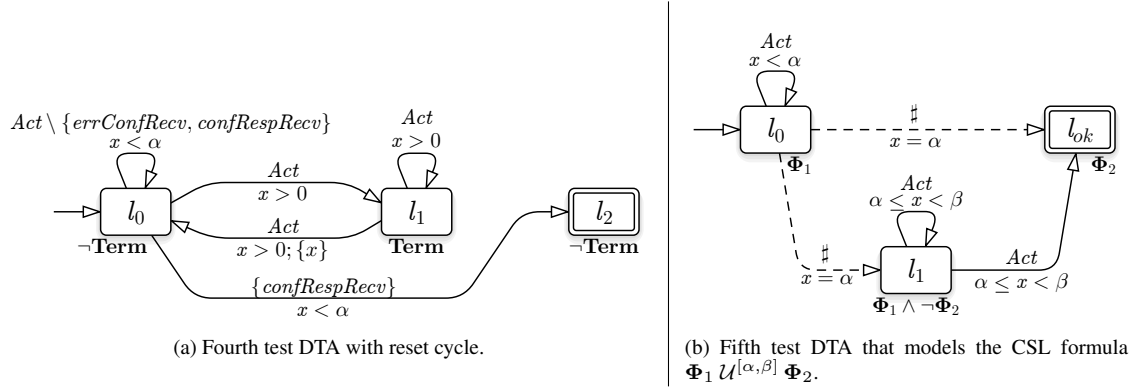 Act \ {errConfRecv, confRespRecv}
x < α
Act
x > 0
Act
x > 0
l0
l1
l2
Act
x > 0; {x}
¬Term
Term
¬Term
{confRespRecv}
x < α
(a) Fourth test DTA with reset cycle.
Act
x < α
l0
♯
x = α
lok
Φ1
Φ2
Act
α ≤ x < β
♯
x = α
l1
Act
α ≤ x < β
Φ1 ∧ ¬Φ2
(b) Fifth test DTA that models the CSL formula
Φ1 U[α,β] Φ2.